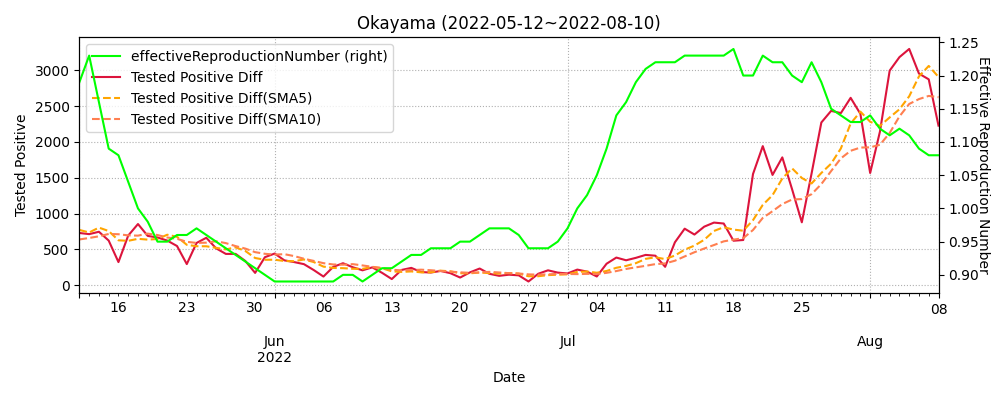 Okayama (2022-05-12~2022-08-10)
effectiveReproductionNumber (right)
Tested Positive Diff
Tested Positive Diff(SMA5)
Tested Positive Diff(SMA10)
Tested Positive
3000
2500
2000
1500
1000
500
0
1.25
1.20
1.15
1.10
1.05
1.00
0.95
0.90
Effective Reproduction Number
16 23 30 06 13 20 27 04 11 18 25 08
Jun Jul Aug
2022
Date